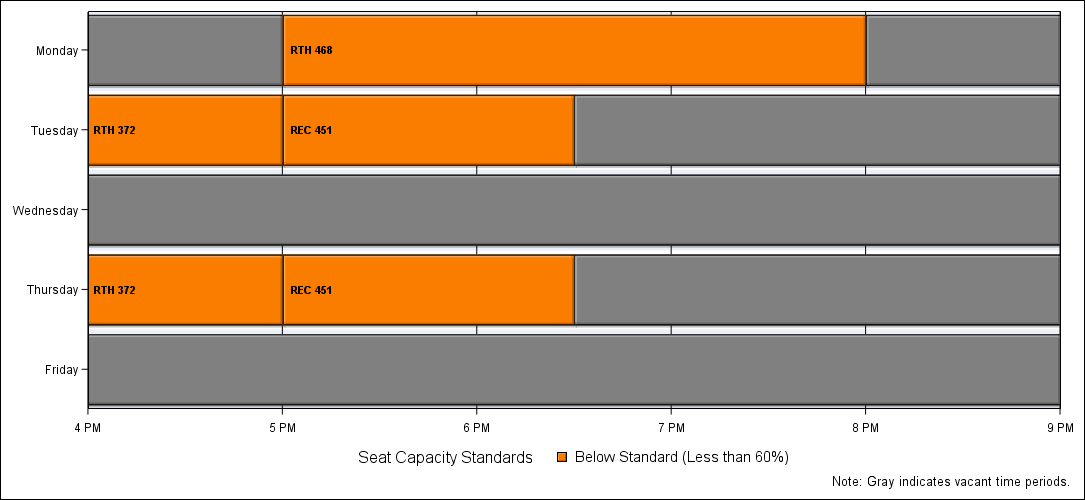 Monday
RTH 468
Tuesday
RTH 372
REC 451
Wednesday
Thursday
RTH 372
REC 451
Friday
4 PM
5 PM
6 PM
7 PM
8 PM
9 PM
Seat Capacity Standards
Below Standard (Less than 60%)
Note: Gray indicates vacant time periods.